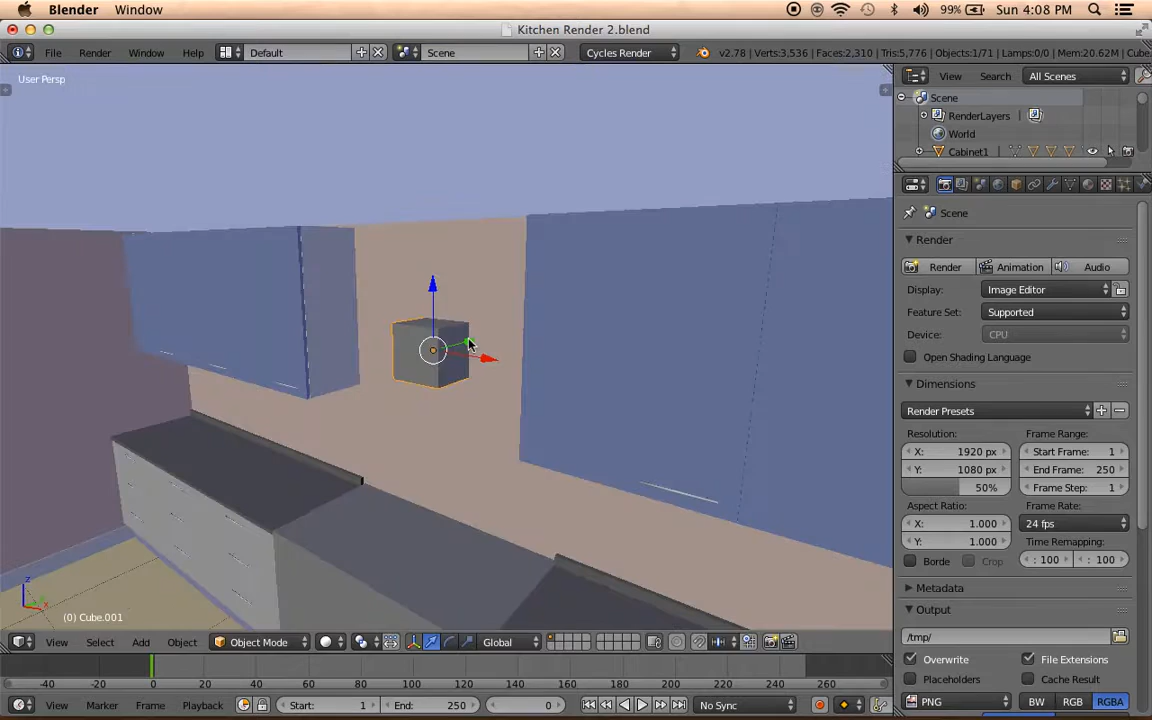 Blender Window 99% Sun 4:08 PM
Kitchen Render 2.blend
File Render Window Help Default Scene Cycles Render v2.78 | Verts:3,536 | Faces:2,310 | Tris:5,776 | Objects:1/71 | Lamps:0/0 | Mem:20.62M | Cube
User Persp
View Search All Scenes
Scene
RenderLayers
World
Cabinet1
Scene
Render
Render Animation Audio
Display: Image Editor
Feature Set: Supported
Device: CPU
Open Shading Language
Dimensions
Render Presets
Resolution: Frame Range:
X: 1920 px Start Frame: 1
Y: 1080 px End Frame: 250
50% Frame Step: 1
Aspect Ratio: Frame Rate:
X: 1.000 24 fps
Y: 1.000 Time Remapping:
Borde Crop : 100 : 100
Metadata
Output
/tmp/
Overwrite File Extensions
Placeholders Cache Result
PNG BW RGB RGBA
z
x
(0) Cube.001
View Select Add Object Object Mode Global
-40 -20 0 20 40 60 80 100 120 140 160 180 200 220 240 260
View Marker Frame Playback Start: 1 End: 250 0 No Sync